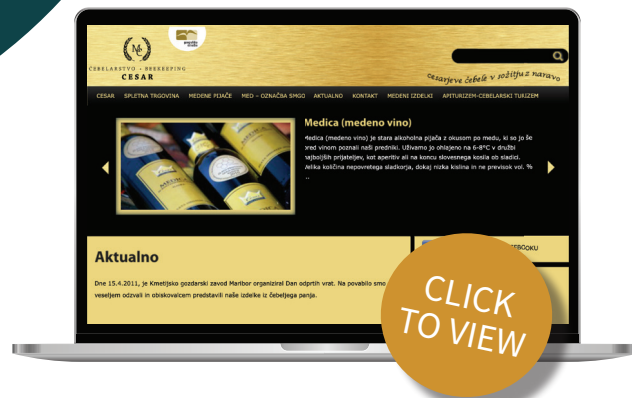 MC
ČEBELARSTVO • BEEKEEPING
CESAR
cesarjeve čebele v sožitju z naravo
CESAR SPLETNA TRGOVINA MEDENE PIJAČE MED – OZNAČBA SMGO AKTUALNO KONTAKT MEDENI IZDELKI APITURIZEM-ČEBELARSKI TURIZEM
Medica (medeno vino)
Medica (medeno vino) je stara alkoholna pijača z okusom po medu, ki so jo še
pred vinom poznali naši predniki. Uživamo jo ohlajeno na 6-8°C v družbi
najboljših prijateljev, kot aperitiv ali na koncu slovesnega kosila ob sladici.
Velika količina nepovretega sladkorja, dokaj nizka kislina in ne previsok vol. %
...
Aktualno
Dne 15.4.2011, je Kmetijsko gozdarski zavod Maribor organiziral Dan odprtih vrat. Na povabilo smo
veseljem odzvali in obiskovalcem predstavili naše izdelke iz čebeljega panja.
CLICK
TO VIEW